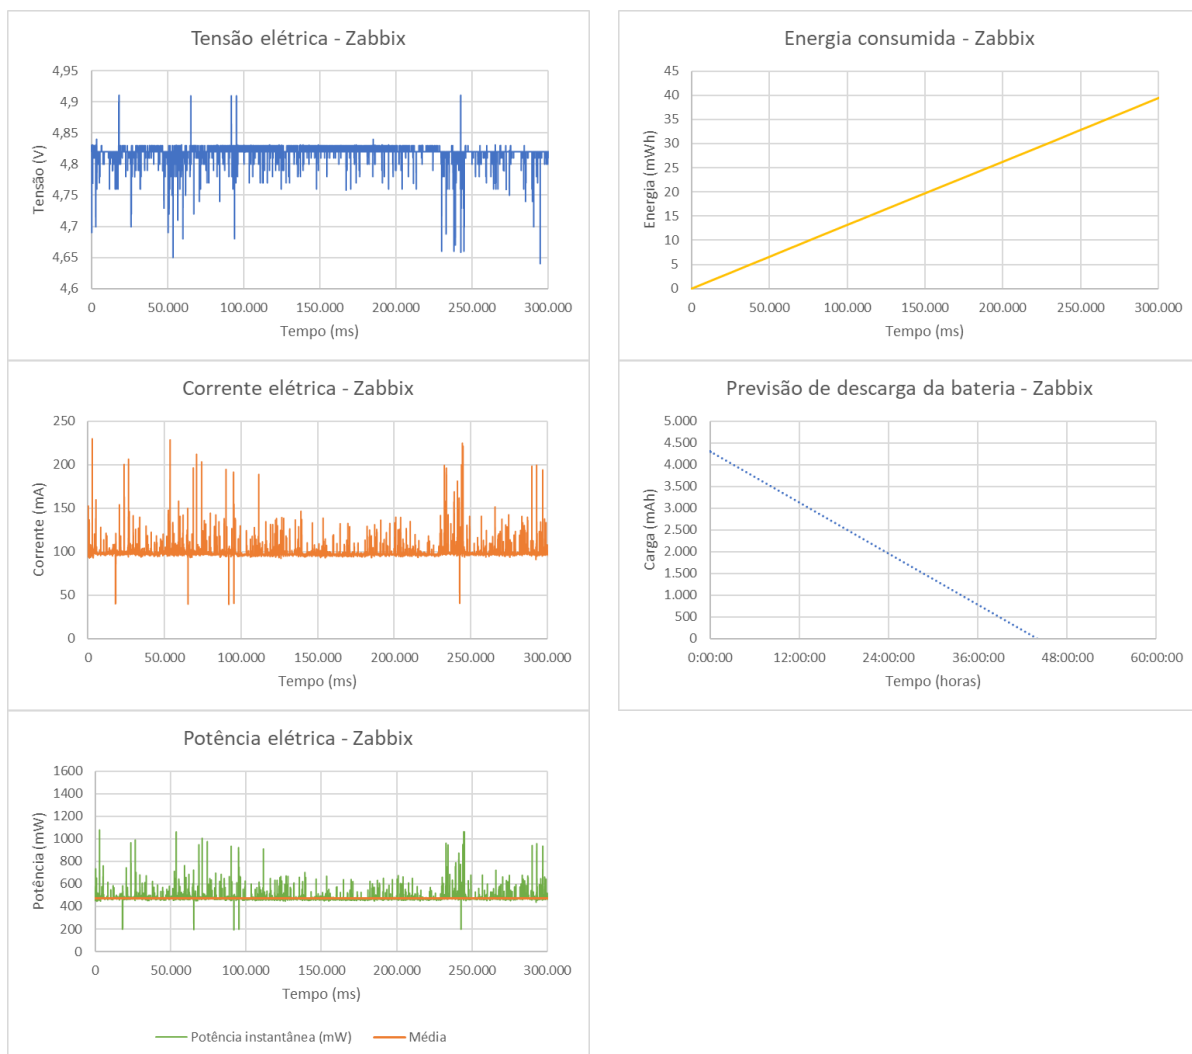 Tensão elétrica - Zabbix
4,95
4,9
4,85
4,8
4,75
4,7
4,65
4,6
Tensão (V)
0 50.000 100.000 150.000 200.000 250.000 300.000
Tempo (ms)
Energia consumida - Zabbix
45
40
35
30
25
20
15
10
5
0
Energia (mWh)
0 50.000 100.000 150.000 200.000 250.000 300.000
Tempo (ms)
Corrente elétrica - Zabbix
250
200
150
100
50
0
Corrente (mA)
0 50.000 100.000 150.000 200.000 250.000 300.000
Tempo (ms)
Previsão de descarga da bateria - Zabbix
5.000
4.500
4.000
3.500
3.000
2.500
2.000
1.500
1.000
500
0
Carga (mAh)
0:00:00 12:00:00 24:00:00 36:00:00 48:00:00 60:00:00
Tempo (horas)
Potência elétrica - Zabbix
1600
1400
1200
1000
800
600
400
200
0
Potência (mW)
0 50.000 100.000 150.000 200.000 250.000 300.000
Tempo (ms)
Potência instantânea (mW) Média